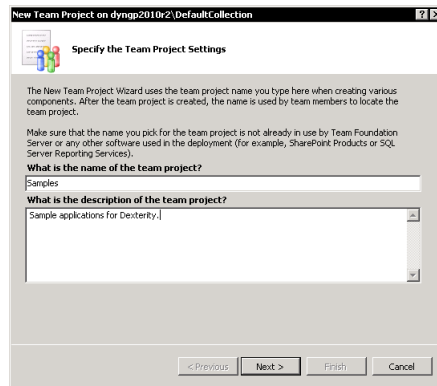 New Team Project on dyngp2010r2\DefaultCollection
Specify the Team Project Settings
The New Team Project Wizard uses the team project name you type here when creating various
components. After the team project is created, the name is used by team members to locate the
team project.
Make sure that the name you pick for the team project is not already in use by Team Foundation
Server or any other software used in the deployment (for example, SharePoint Products or SQL
Server Reporting Services).
What is the name of the team project?
Samples
What is the description of the team project?
Sample applications for Dexterity.
< Previous Next > Finish Cancel